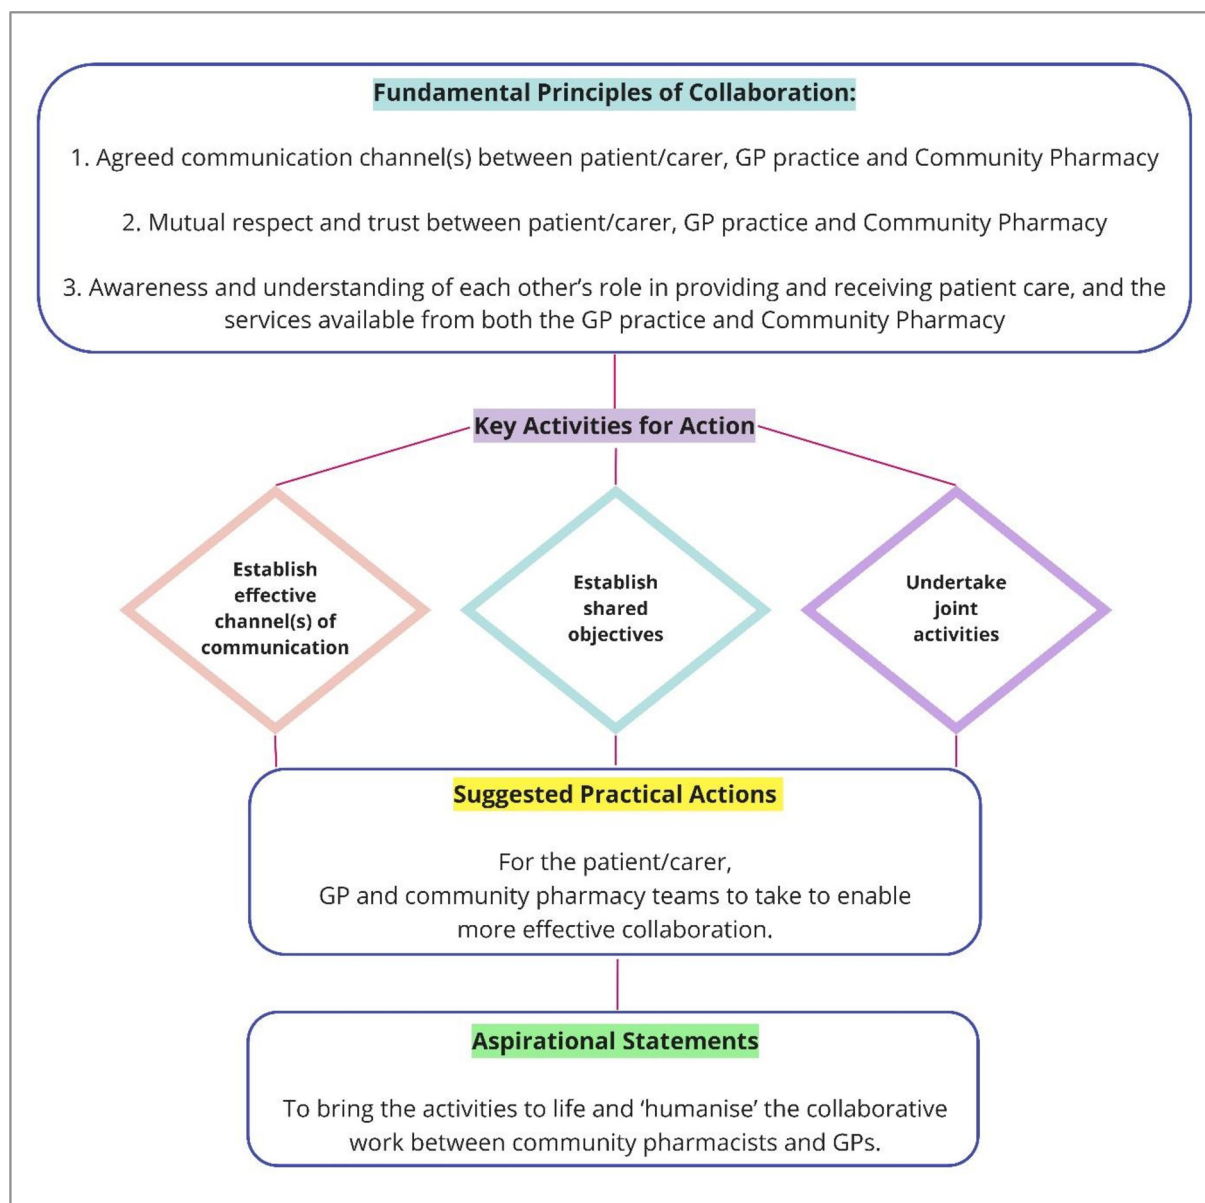 Fundamental Principles of Collaboration:
1. Agreed communication channel(s) between patient/carer, GP practice and Community Pharmacy
2. Mutual respect and trust between patient/carer, GP practice and Community Pharmacy
3. Awareness and understanding of each other’s role in providing and receiving patient care, and the
services available from both the GP practice and Community Pharmacy
Key Activities for Action
Establish
effective
channel(s) of
communication
Establish
shared
objectives
Undertake
joint
activities
Suggested Practical Actions
For the patient/carer,
GP and community pharmacy teams to take to enable
more effective collaboration.
Aspirational Statements
To bring the activities to life and ‘humanise’ the collaborative
work between community pharmacists and GPs.